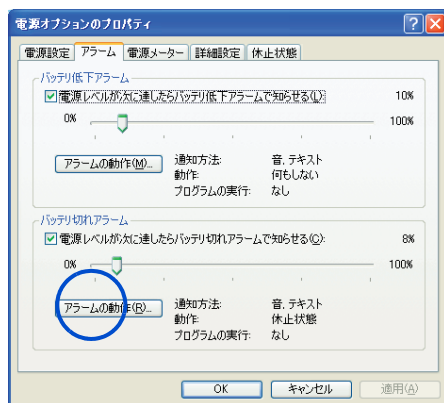 電源オプションのプロパティ
電源設定 アラーム 電源メーター 詳細設定 休止状態
バッテリ低下アラーム
電源レベルが次に達したらバッテリ低下アラームで知らせる(L): 10%
0% 100%
アラームの動作(M)... 通知方法: 音, テキスト
動作: 何もしない
プログラムの実行: なし
バッテリ切れアラーム
電源レベルが次に達したらバッテリ切れアラームで知らせる(C): 8%
0% 100%
アラームの動作(R)... 通知方法: 音, テキスト
動作: 休止状態
プログラムの実行: なし
OK キャンセル 適用(A)